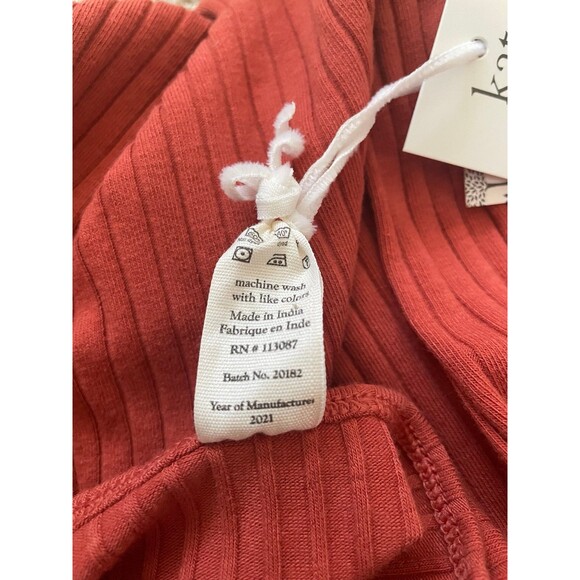 kat
machine wash
with like colors
Made in India
Fabrique en Inde
RN # 113087
Batch No. 20182
Year of Manufacture:
2021